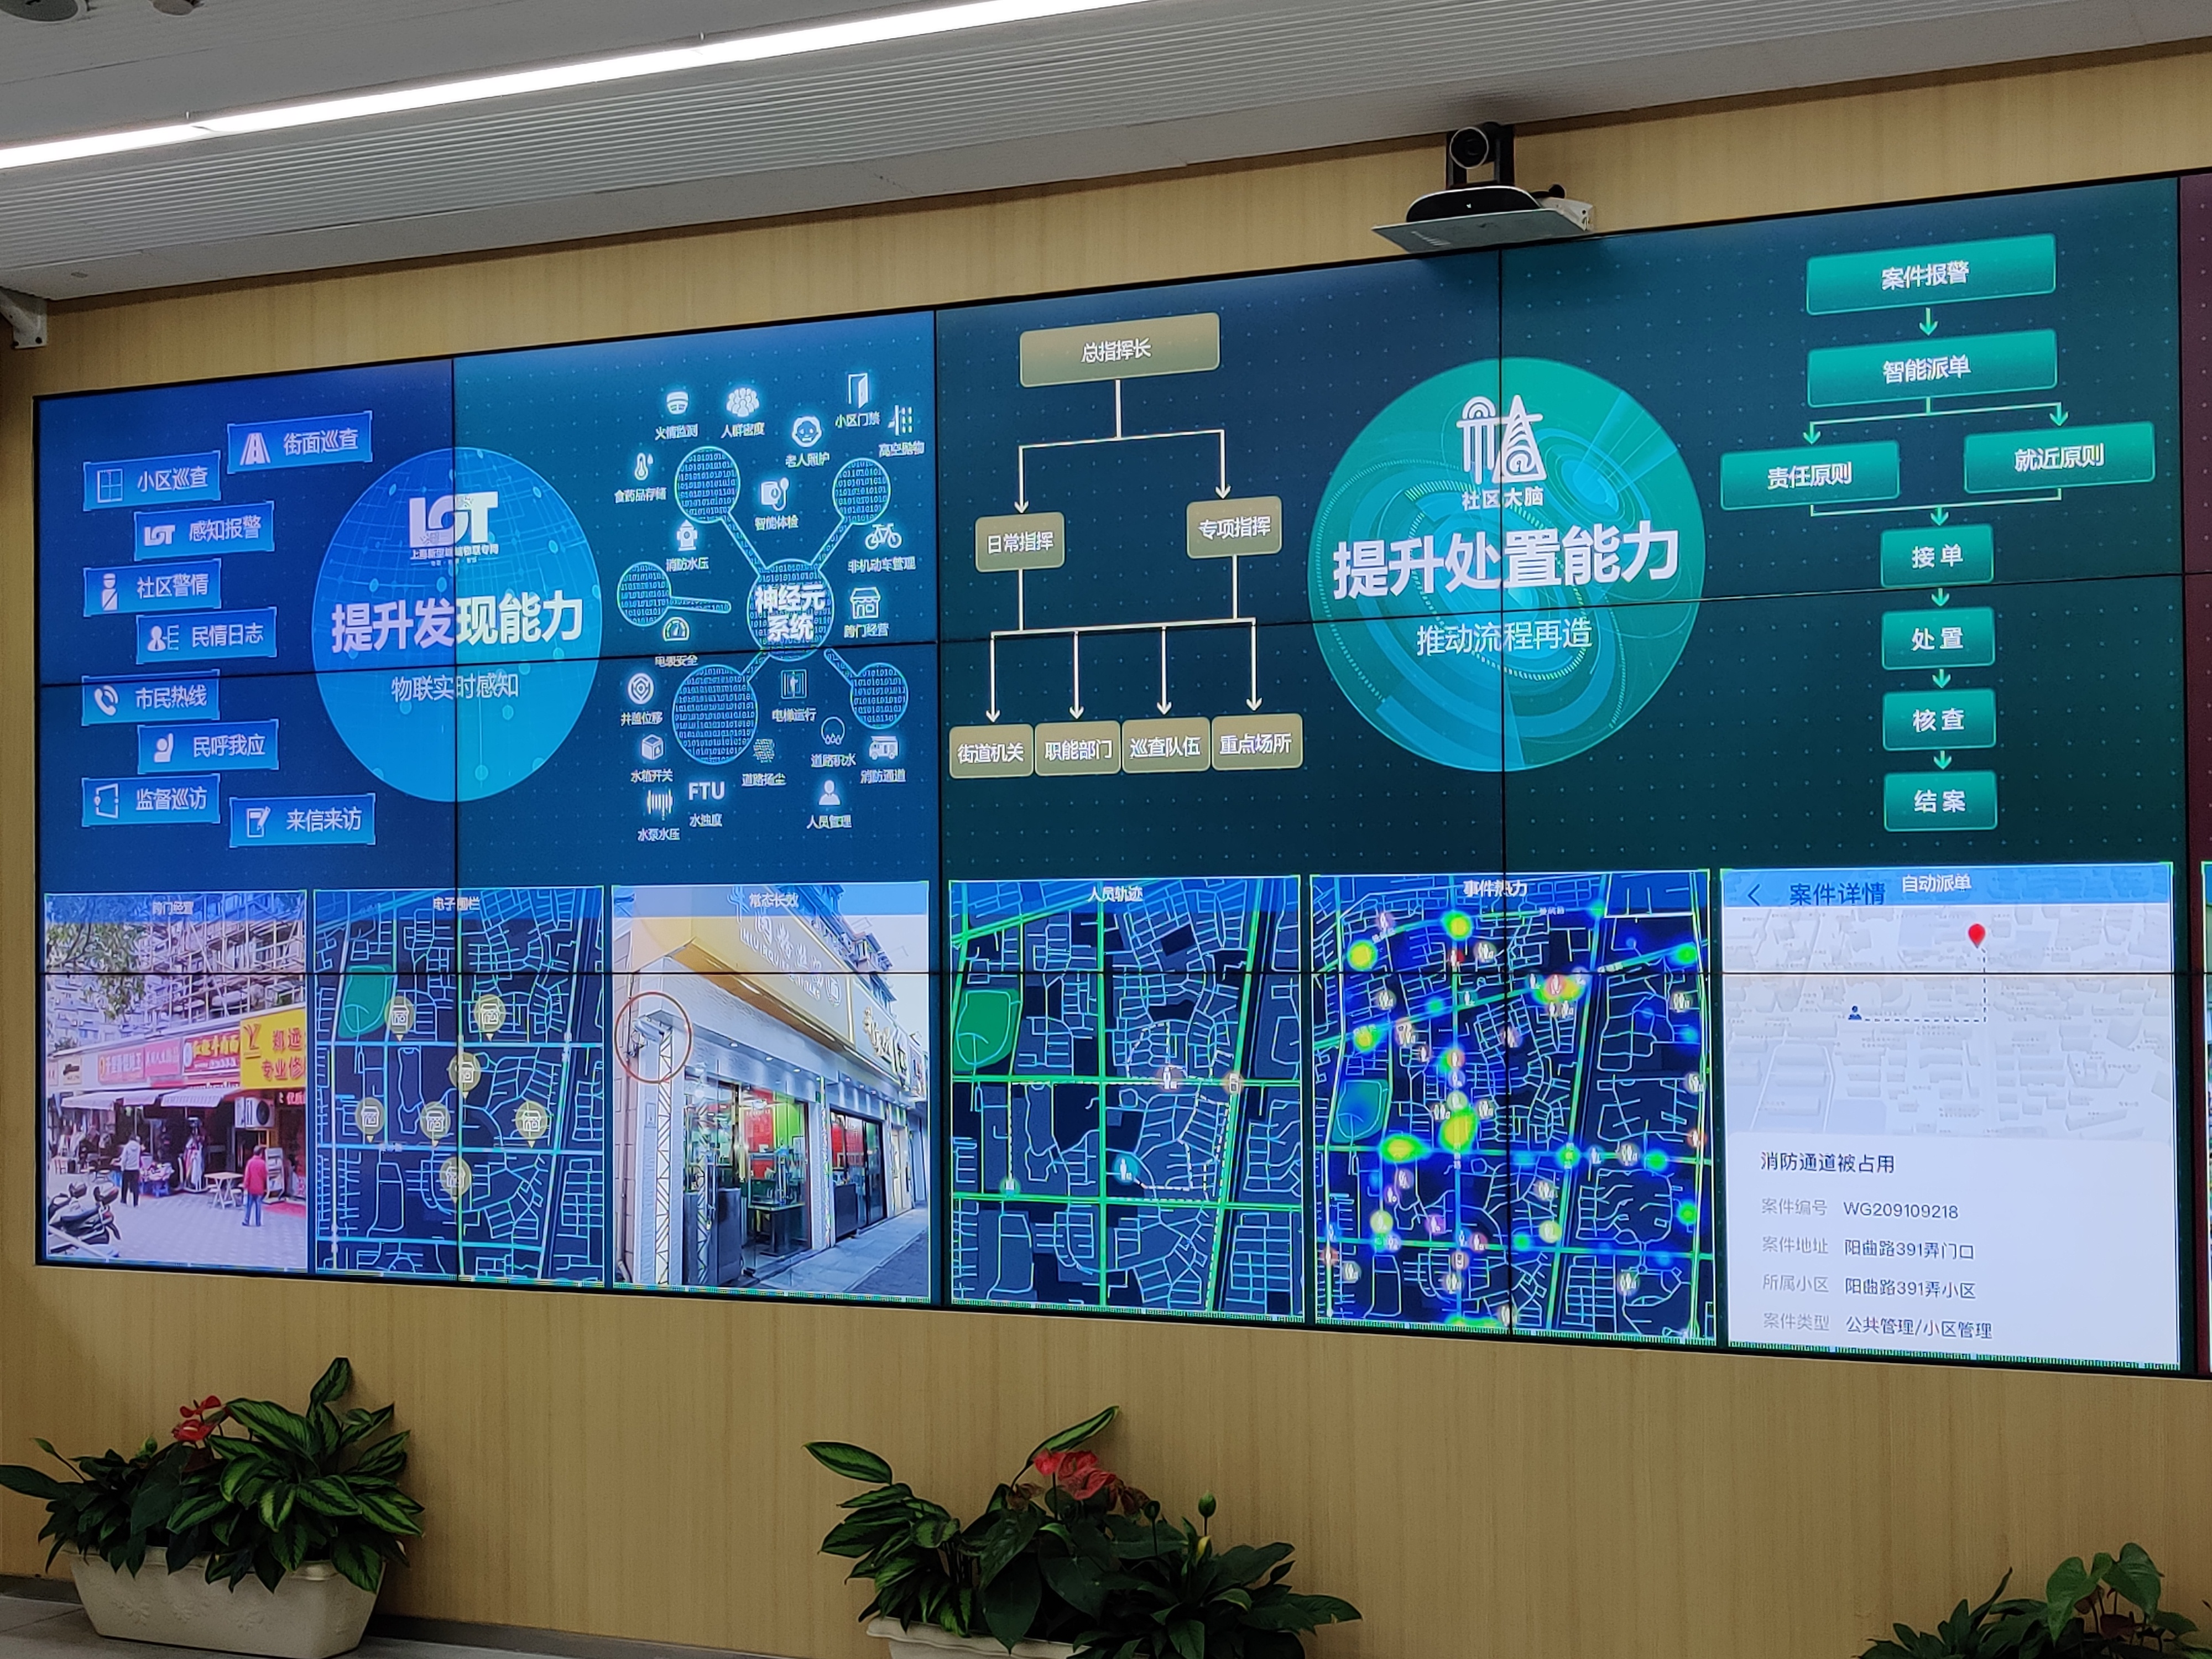 街面巡查
小区巡查
感知报警
社区警情
民情日志
市民热线
民呼我应
监督巡访
来信来访
提升发现能力
物联实时感知
火情监测
人群密度
老人照护
小区门禁
高空抛物
食药品存储
智能体检
消防水压
非机动车管理
神经元
系统
跨门经营
电表安全
井盖位移
电梯运行
水箱开关
道路扬尘
道路积水
消防通道
水泵水压
FTU
水浊度
人员管理
总指挥长
日常指挥
专项指挥
街道机关
职能部门
巡查队伍
重点场所
社区大脑
提升处置能力
推动流程再造
案件报警
智能派单
责任原则
就近原则
接单
处置
核查
结案
跨门经营
电子围栏
常态长效
人员轨迹
事件热力
案件详情
自动派单
消防通道被占用
案件编号 WG209109218
案件地址 阳曲路391弄门口
所属小区 阳曲路391弄小区
案件类型 公共管理/小区管理